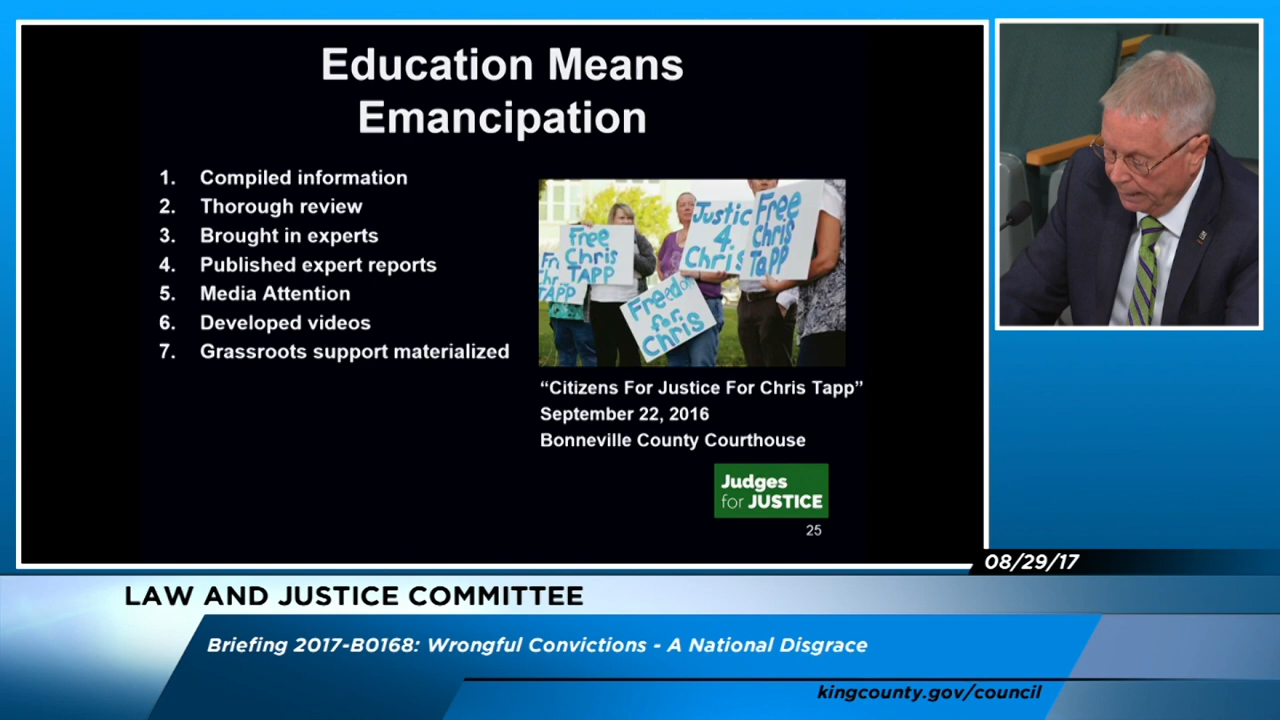 Education Means
Emancipation
1. Compiled information
2. Thorough review
3. Brought in experts
4. Published expert reports
5. Media Attention
6. Developed videos
7. Grassroots support materialized
Free
Chris
TAPP
TAPP
Freedom
for
Chris
Justic
4
Chris
Free
Chris
Tapp
“Citizens For Justice For Chris Tapp”
September 22, 2016
Bonneville County Courthouse
Judges
for JUSTICE
25
08/29/17
LAW AND JUSTICE COMMITTEE
Briefing 2017-B0168: Wrongful Convictions - A National Disgrace
kingcounty.gov/council